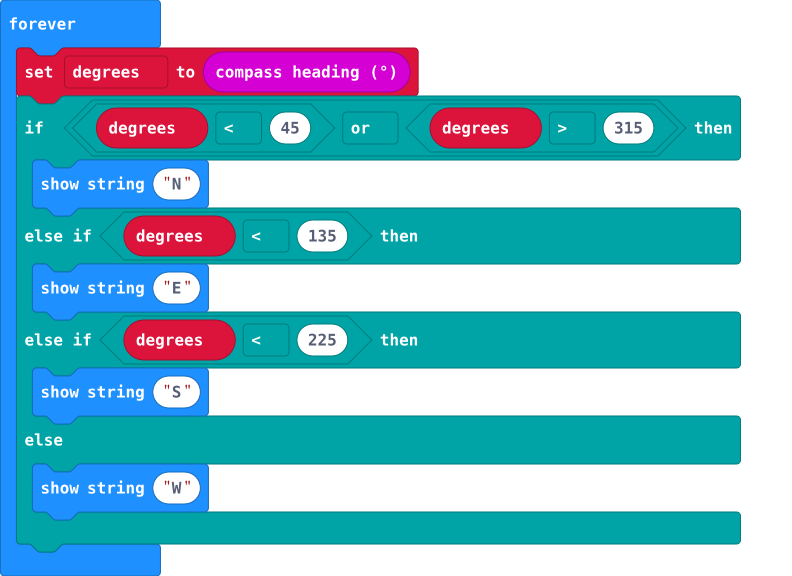 forever
set degrees to compass heading (°)
if degrees < 45 or degrees > 315 then
show string "N"
else if degrees < 135 then
show string "E"
else if degrees < 225 then
show string "S"
else
show string "W"